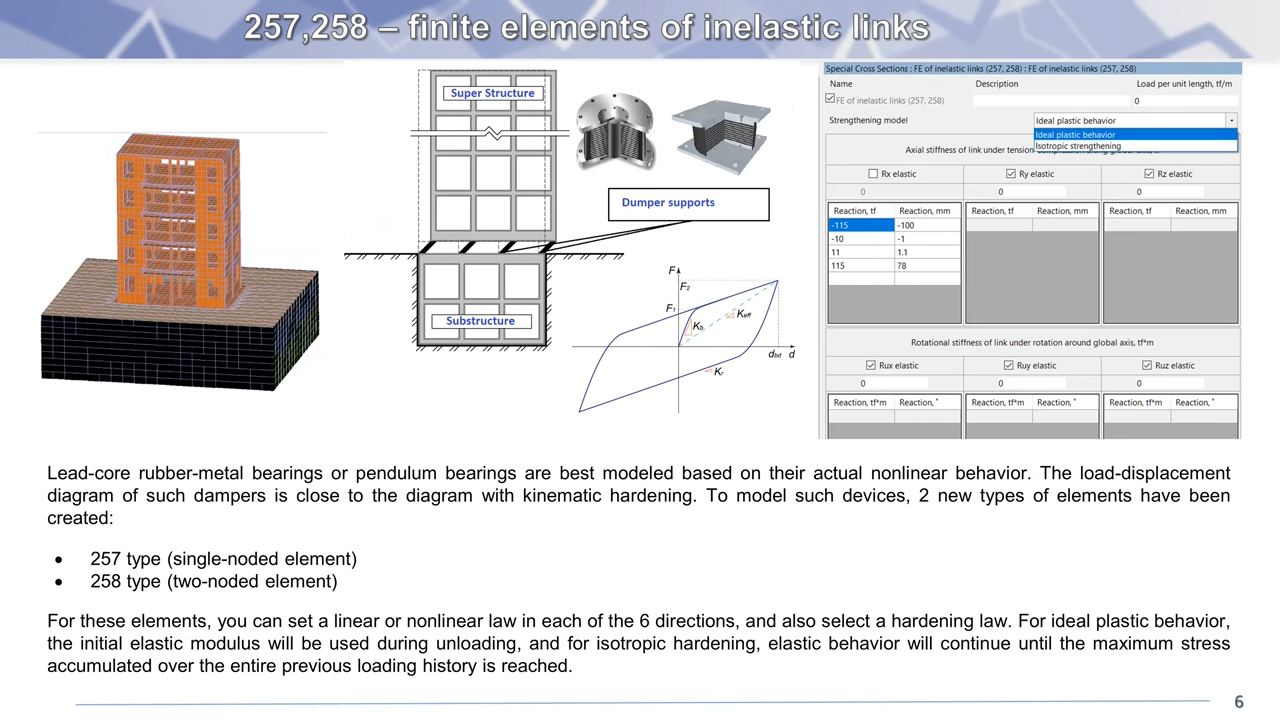 257,258 – finite elements of inelastic links
Super Structure
Dumper supports
Substructure
F
F2
F1
Kb
Keff
Kr
dbd d
Special Cross Sections : FE of inelastic links (257, 258) : FE of inelastic links (257, 258)
Name Description Load per unit length, tf/m
FE of inelastic links (257, 258) 0
Strengthening model Ideal plastic behavior
Ideal plastic behavior
Isotropic strengthening
Axial stiffness of link under tension
Rx elastic Ry elastic Rz elastic
0 0 0
Reaction, tf Reaction, mm Reaction, tf Reaction, mm Reaction, tf Reaction, mm
-115 -100
-10 -1
11 1.1
115 78
Rotational stiffness of link under rotation around global axis, tf*m
Rux elastic Ruy elastic Ruz elastic
0 0 0
Reaction, tf*m Reaction, ° Reaction, tf*m Reaction, ° Reaction, tf*m Reaction, °
Lead-core rubber-metal bearings or pendulum bearings are best modeled based on their actual nonlinear behavior. The load-displacement
diagram of such dampers is close to the diagram with kinematic hardening. To model such devices, 2 new types of elements have been
created:
• 257 type (single-noded element)
• 258 type (two-noded element)
For these elements, you can set a linear or nonlinear law in each of the 6 directions, and also select a hardening law. For ideal plastic behavior,
the initial elastic modulus will be used during unloading, and for isotropic hardening, elastic behavior will continue until the maximum stress
accumulated over the entire previous loading history is reached.
6